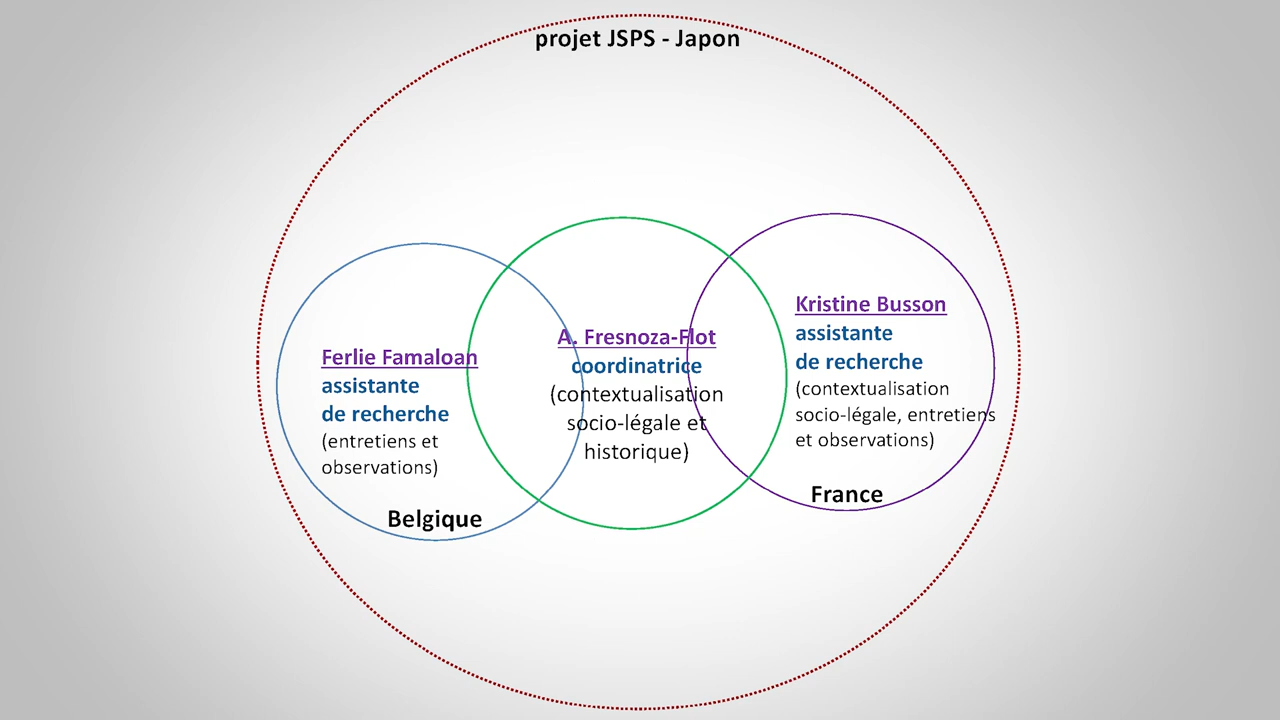 projet JSPS - Japon
Ferlie Famaloan
assistante
de recherche
(entretiens et
observations)
Belgique
A. Fresnoza-Flot
coordinatrice
(contextualisation
socio-légale et
historique)
Kristine Busson
assistante
de recherche
(contextualisation
socio-légale, entretiens
et observations)
France